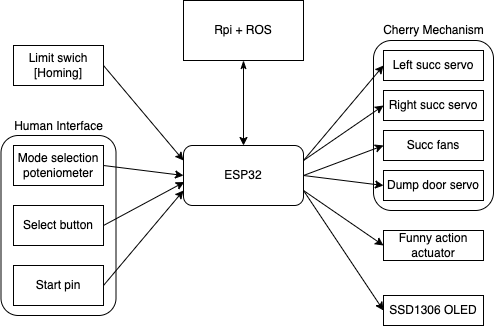 Rpi + ROS
Cherry Mechanism
Limit swich
[Homing]
Left succ servo
Right succ servo
Human Interface
Succ fans
Mode selection
poteniometer
ESP32
Dump door servo
Select button
Funny action
actuator
Start pin
SSD1306 OLED